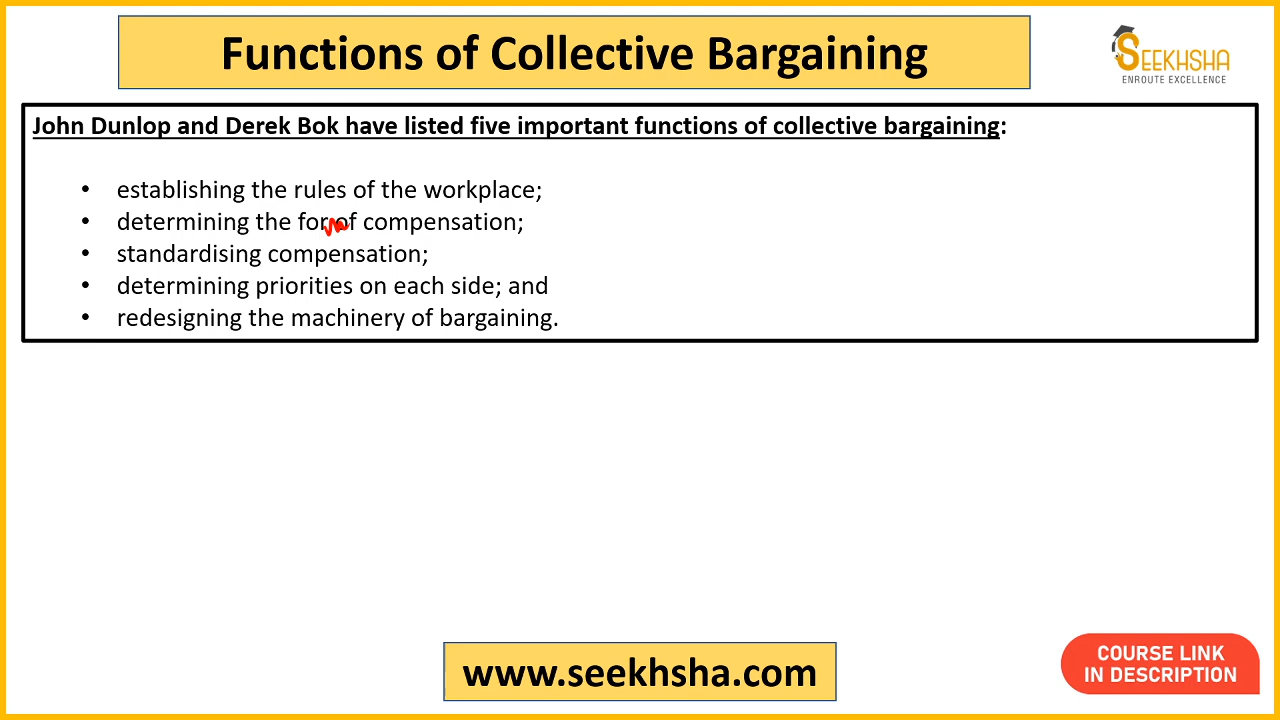 Functions of Collective Bargaining
SEEKHSHA
ENROUTE EXCELLENCE
John Dunlop and Derek Bok have listed five important functions of collective bargaining:
• establishing the rules of the workplace;
• determining the form of compensation;
• standardising compensation;
• determining priorities on each side; and
• redesigning the machinery of bargaining.
www.seekhsha.com
COURSE LINK
IN DESCRIPTION